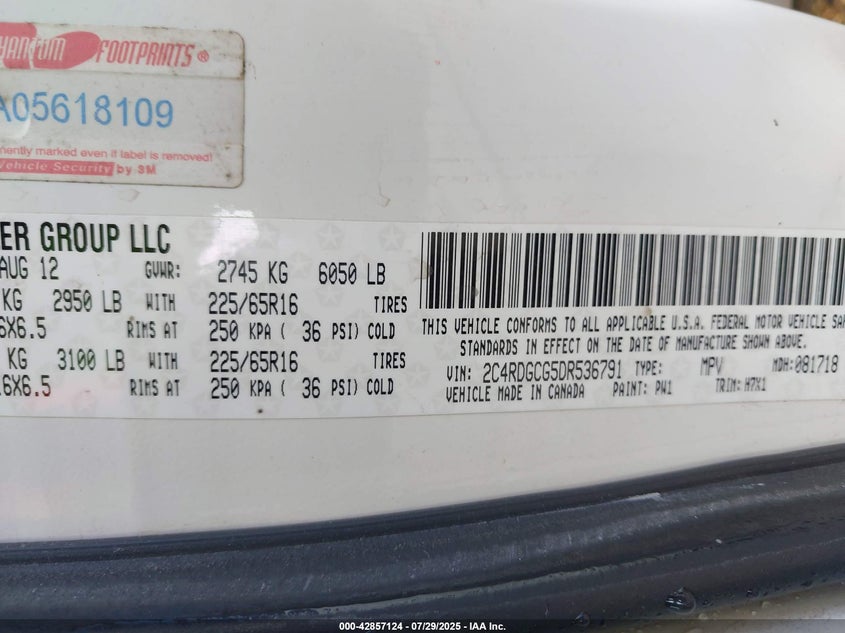 YANTUM FOOTPRINTS®
A05618109
nently marked even if label is removed!
Vehicle Security by 3M
ER GROUP LLC
AUG 12 GVWR: 2745 KG 6050 LB
KG 2950 LB WITH 225/65R16 TIRES
6X6.5 RIMS AT 250 KPA ( 36 PSI) COLD
KG 3100 LB WITH 225/65R16 TIRES
16X6.5 RIMS AT 250 KPA ( 36 PSI) COLD
THIS VEHICLE CONFORMS TO ALL APPLICABLE U.S.A. FEDERAL MOTOR VEHICLE SA
STANDARDS IN EFFECT ON THE DATE OF MANUFACTURE SHOWN ABOVE.
VIN: 2C4RDGCG5DR536791 TYPE: MPV MDH:081718
VEHICLE MADE IN CANADA PAINT: PW1 TRIM: H7X1
000-42857124 - 07/29/2025 - IAA Inc.